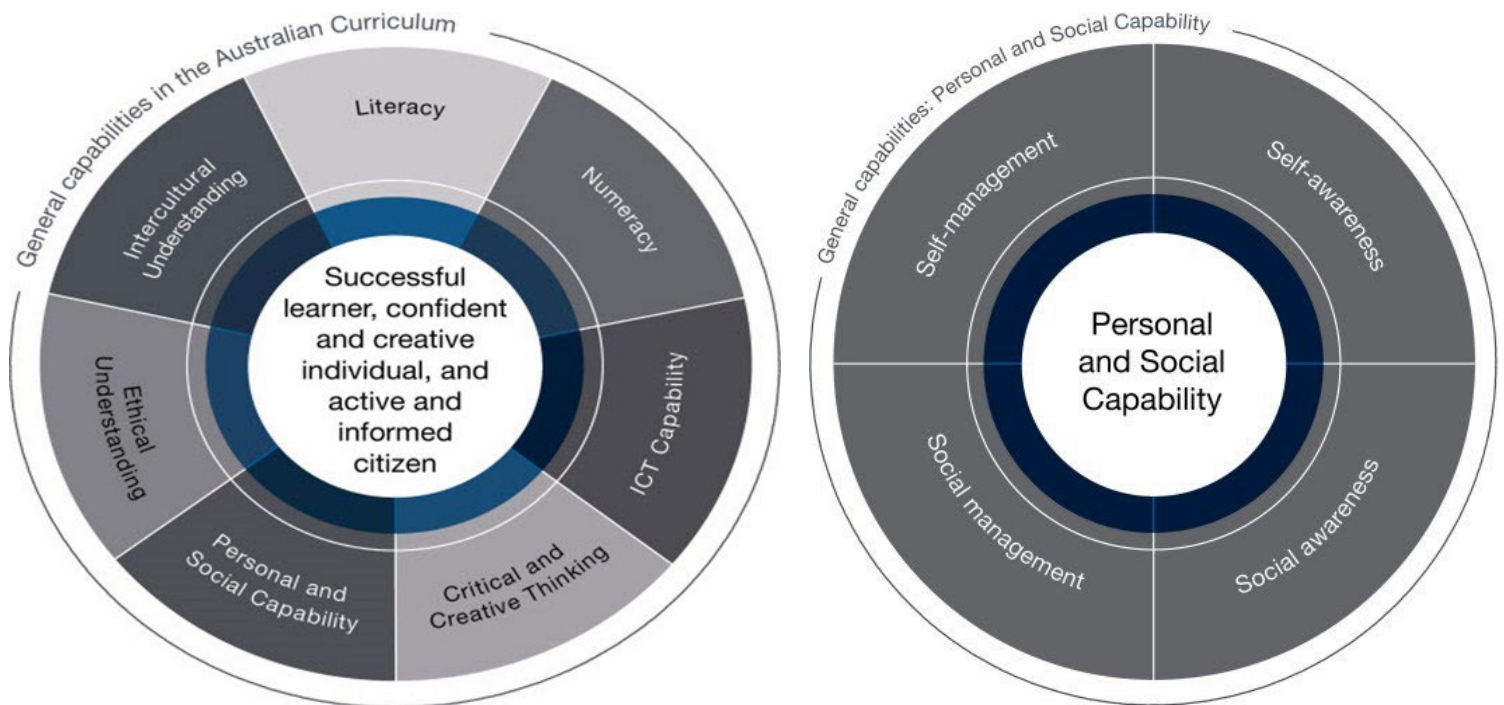 General capabilities in the Australian Curriculum
Literacy
Numeracy
ICT Capability
Critical and
Creative Thinking
Personal and
Social Capability
Ethical
Understanding
Intercultural
Understanding
Successful
learner, confident
and creative
individual, and
active and
informed
citizen
General capabilities: Personal and Social Capability
Self-management
Self-awareness
Social awareness
Social management
Personal
and Social
Capability